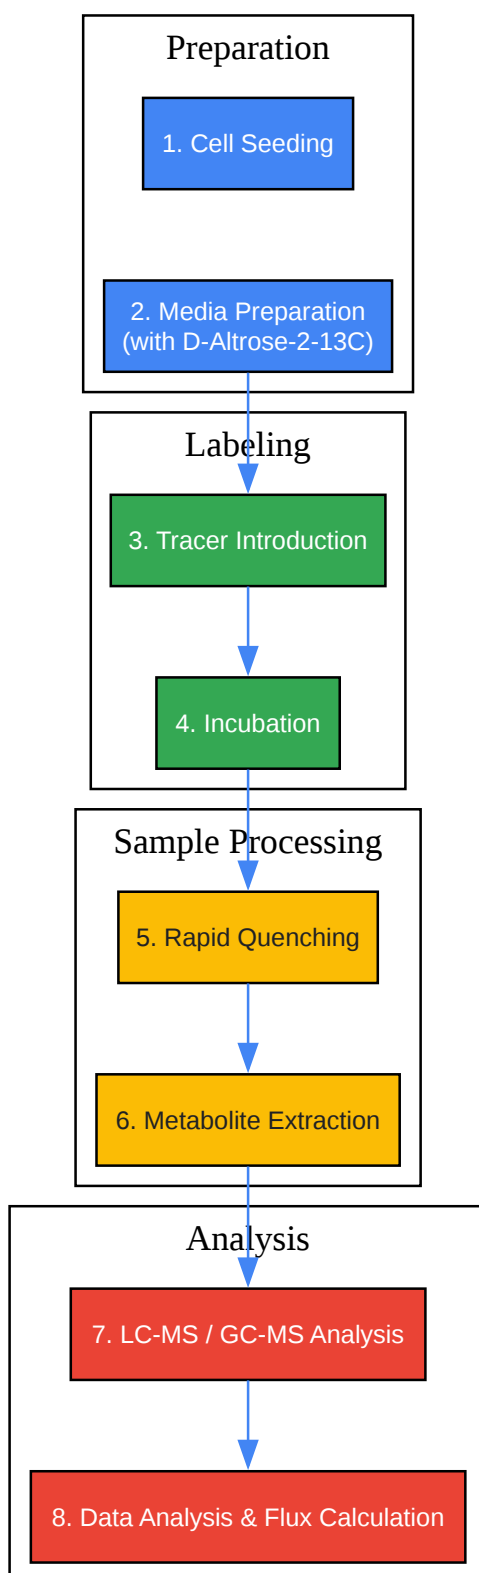 Preparation
1. Cell Seeding
2. Media Preparation
(with D-Altrose-2-13C)
Labeling
3. Tracer Introduction
4. Incubation
Sample Processing
5. Rapid Quenching
6. Metabolite Extraction
Analysis
7. LC-MS / GC-MS Analysis
8. Data Analysis & Flux Calculation